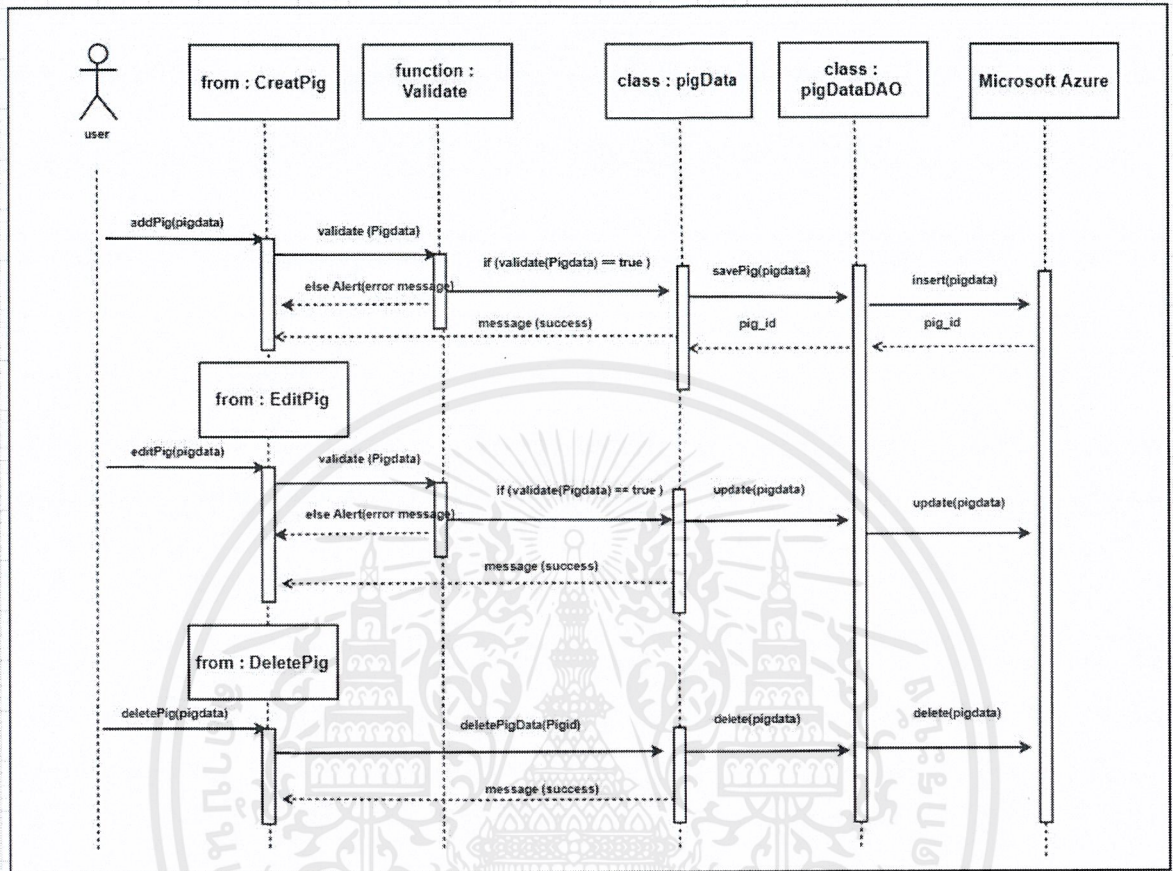 from : CreatPig
function :
Validate
class : pigData
class :
pigDataDAO
Microsoft Azure
user
addPig(pigdata)
validate (Pigdata)
if (validate(Pigdata) == true )
savePig(pigdata)
insert(pigdata)
else Alert(error message)
message (success)
pig_id
pig_id
from : EditPig
editPig(pigdata)
validate (Pigdata)
if (validate(Pigdata) == true )
update(pigdata)
update(pigdata)
else Alert(error message)
message (success)
from : DeletePig
deletePig(pigdata)
deletePigData(Pigid)
delete(pigdata)
delete(pigdata)
message (success)